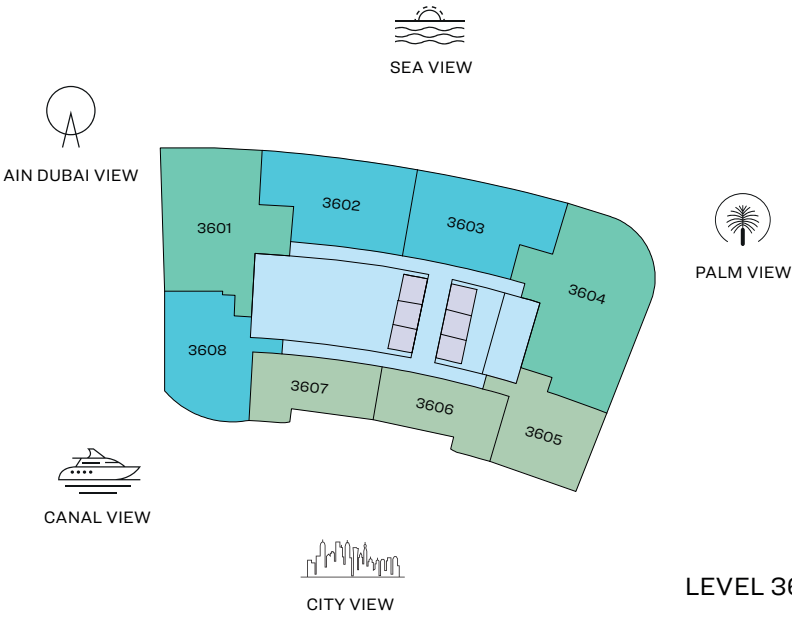 SEA VIEW
AIN DUBAI VIEW
3601
3602
3603
PALM VIEW
3604
3608
3607
3606
3605
CANAL VIEW
CITY VIEW
LEVEL 36